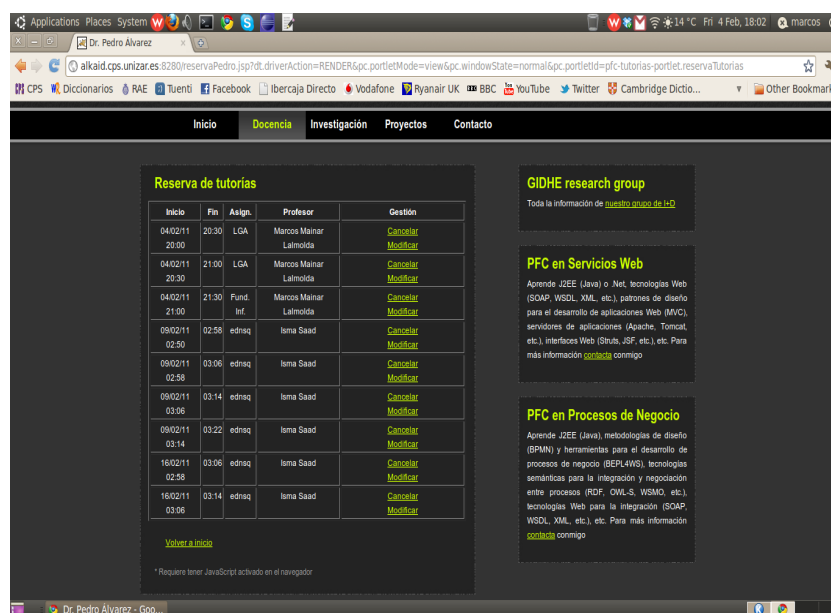 Applications Places System
14 °C Fri 4 Feb, 18:02 marcos
Dr. Pedro Álvarez
alkaid.cps.unizar.es:8280/reservaPedro.jsp?dt.driverAction=RENDER&pc.portletMode=view&pc.windowState=normal&pc.portletId=pfc-tutorias-portlet.reservaTutorias
CPS Diccionarios RAE Tuenti Facebook Ibercaja Directo Vodafone Ryanair UK BBC YouTube Twitter Cambridge Dictio... Other Bookmark
Inicio Docencia Investigación Proyectos Contacto
Reserva de tutorías
Inicio Fin Asign. Profesor Gestión
04/02/11 20:30 LGA Marcos Mainar Cancelar
20:00 Lalmolda Modificar
04/02/11 21:00 LGA Marcos Mainar Cancelar
20:30 Lalmolda Modificar
04/02/11 21:30 Fund. Marcos Mainar Cancelar
21:00 Inf. Lalmolda Modificar
09/02/11 02:58 ednsq Isma Saad Cancelar
02:50 Modificar
09/02/11 03:06 ednsq Isma Saad Cancelar
02:58 Modificar
09/02/11 03:14 ednsq Isma Saad Cancelar
03:06 Modificar
09/02/11 03:22 ednsq Isma Saad Cancelar
03:14 Modificar
16/02/11 03:06 ednsq Isma Saad Cancelar
02:58 Modificar
16/02/11 03:14 ednsq Isma Saad Cancelar
03:06 Modificar
Volver a inicio
* Requiere tener JavaScript activado en el navegador
GIDHE research group
Toda la información de nuestro grupo de I+D
PFC en Servicios Web
Aprende J2EE (Java) o .Net, tecnologías Web
(SOAP, WSDL, XML, etc.), patrones de diseño
para el desarrollo de aplicaciones Web (MVC),
servidores de aplicaciones (Apache, Tomcat,
etc.), interfaces Web (Struts, JSF, etc.), etc. Para
más información contacta conmigo
PFC en Procesos de Negocio
Aprende J2EE (Java), metodologías de diseño
(BPMN) y herramientas para el desarrollo de
procesos de negocio (BEPL4WS), tecnologías
semánticas para la integración y negociación
entre procesos (RDF, OWL-S, WSMO, etc.),
tecnologías Web para la integración (SOAP,
WSDL, XML, etc.), etc. Para más información
contacta conmigo
Dr. Pedro Álvarez - Goo...